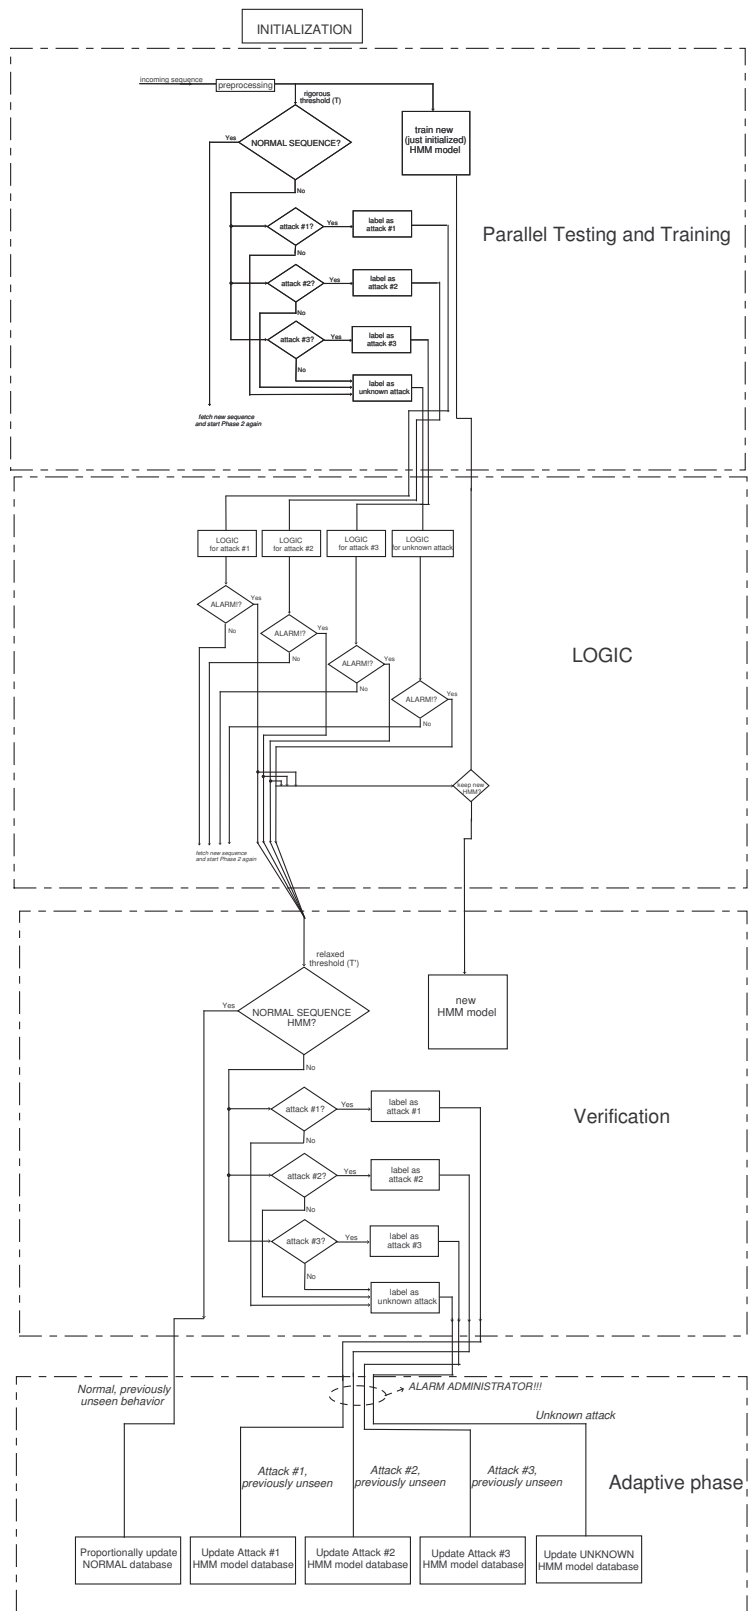 INITIALIZATION
incoming sequence
preprocessing
rigorous
threshold (T)
Yes
NORMAL SEQUENCE?
No
train new
(just initialized)
HMM model
Parallel Testing and Training
attack #1?
Yes
label as
attack #1
No
attack #2?
Yes
label as
attack #2
No
attack #3?
Yes
label as
attack #3
No
label as
unknown attack
fetch new sequence
and start Phase 2 again
LOGIC
for attack #1
LOGIC
for attack #2
LOGIC
for attack #3
LOGIC
for unknown attack
ALARM!?
Yes
No
ALARM!?
Yes
No
ALARM!?
Yes
No
ALARM!?
Yes
No
LOGIC
keep new
HMM?
fetch new sequence
and start Phase 2 again
relaxed
threshold (T')
Yes
NORMAL SEQUENCE
HMM?
No
new
HMM model
Verification
attack #1?
Yes
label as
attack #1
No
attack #2?
Yes
label as
attack #2
No
attack #3?
Yes
label as
attack #3
No
label as
unknown attack
Normal, previously
unseen behavior
ALARM ADMINISTRATOR!!!
Unknown attack
Attack #1,
previously unseen
Attack #2,
previously unseen
Attack #3,
previously unseen
Adaptive phase
Proportionally update
NORMAL database
Update Attack #1
HMM model database
Update Attack #2
HMM model database
Update Attack #3
HMM model database
Update UNKNOWN
HMM model database